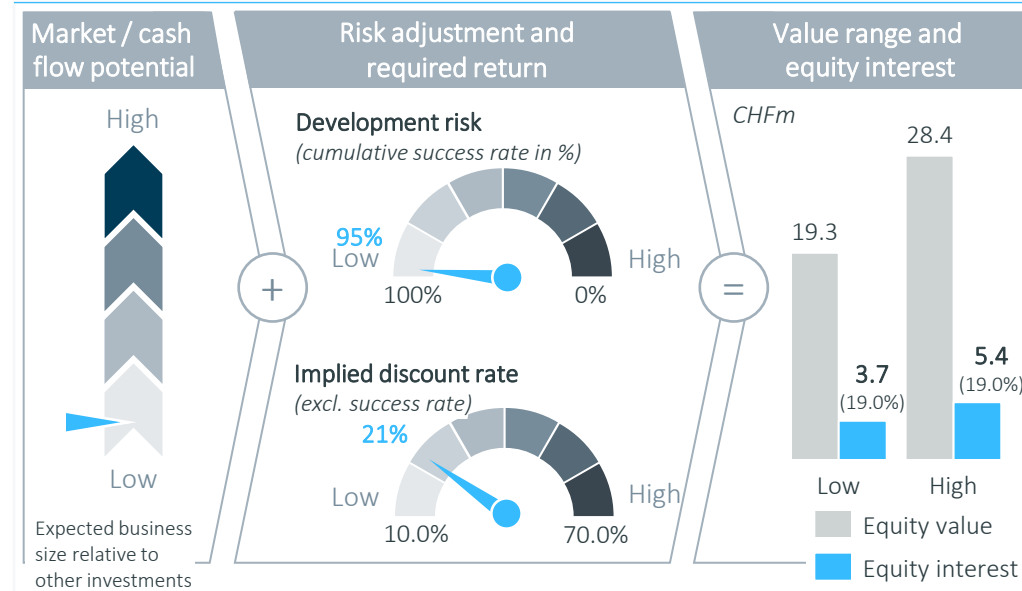 Market / cash
flow potential
High
Low
Expected business
size relative to
other investments
+
Risk adjustment and
required return
Development risk
(cumulative success rate in %)
95%
Low
High
100%
0%
Implied discount rate
(excl. success rate)
21%
Low
High
10.0%
70.0%
=
Value range and
equity interest
CHFm
28.4
19.3
5.4
3.7
(19.0%)
(19.0%)
Low
High
Equity value
Equity interest